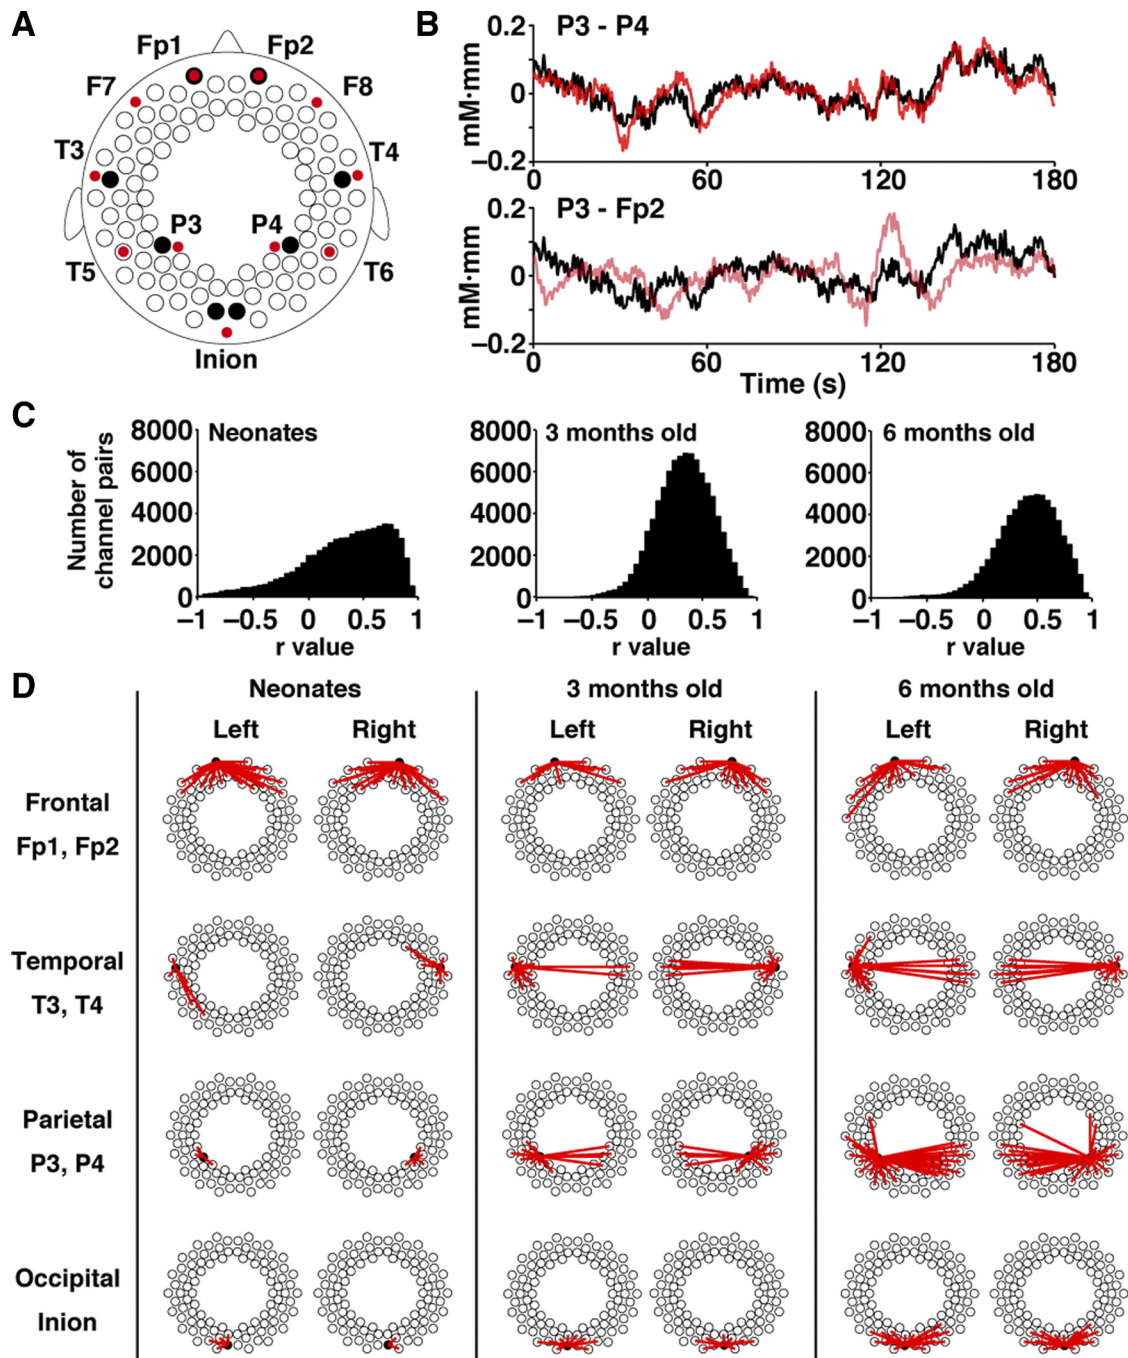 A
Fp1 Fp2
F7 F8
T3 T4
P3 P4
T5 T6
Inion
B
P3 - P4
mM·mm
0.2
0
−0.2
0 60 120 180
P3 - Fp2
mM·mm
0.2
0
−0.2
0 60 120 180
Time (s)
C
Number of
channel pairs
Neonates
8000
6000
4000
2000
0
−1 −0.5 0 0.5 1
r value
3 months old
8000
6000
4000
2000
0
−1 −0.5 0 0.5 1
r value
6 months old
8000
6000
4000
2000
0
−1 −0.5 0 0.5 1
r value
D
Neonates 3 months old 6 months old
Left Right Left Right Left Right
Frontal
Fp1, Fp2
Temporal
T3, T4
Parietal
P3, P4
Occipital
Inion